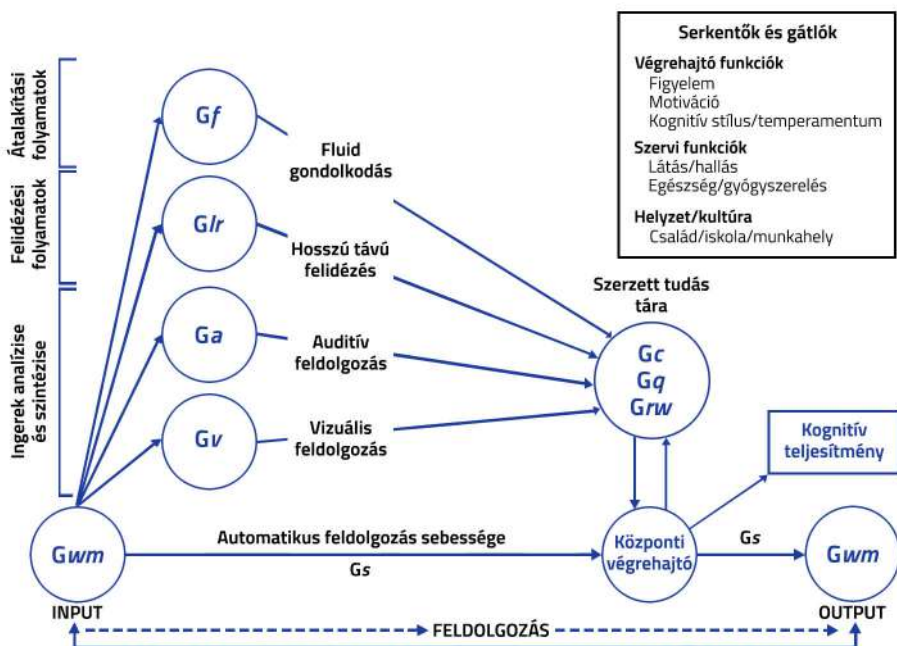 Serkentők és gátlók
Végrehajtó funkciók
Figyelem
Motiváció
Kognitív stílus/temperamentum
Szervi funkciók
Látás/hallás
Egészség/gyógyszerelés
Helyzet/kultúra
Család/iskola/munkahely
Átalakítási
folyamatok
Gf
Fluid
gondolkodás
Felidézési
folyamatok
Glr
Hosszú távú
felidézés
Ingerek analízise
és szintézise
Ga
Auditív
feldolgozás
Gv
Vizuális
feldolgozás
Szerzett tudás
tára
Gc
Gq
Grw
Kognitív
teljesítmény
Gwm
INPUT
Automatikus feldolgozás sebessége
Gs
Központi
végrehajtó
Gs
Gwm
OUTPUT
FELDOLGOZÁS